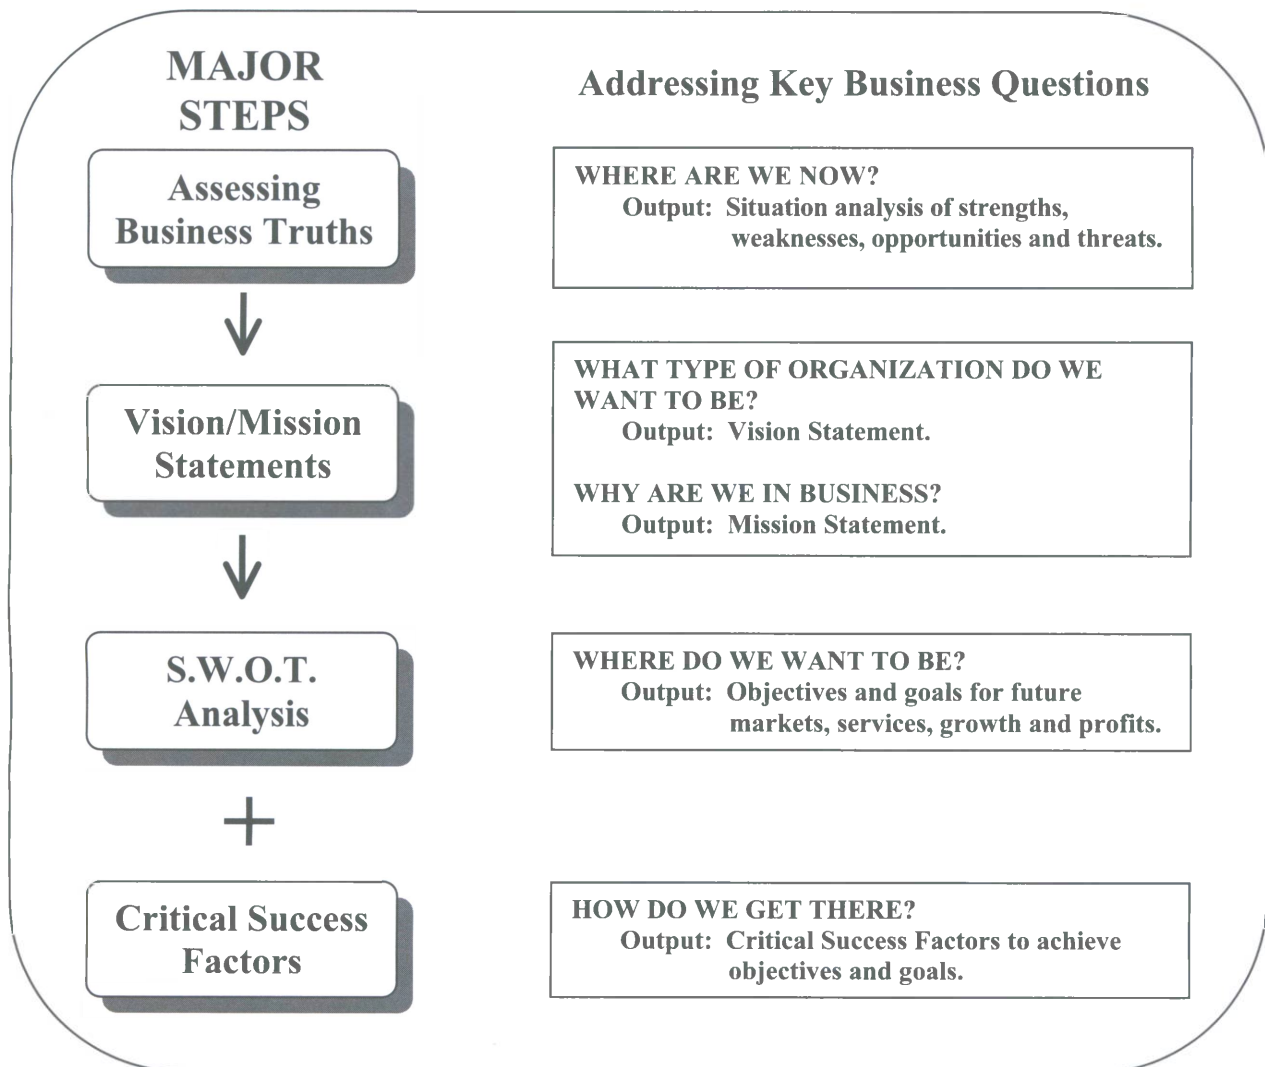 MAJOR
STEPS
Addressing Key Business Questions
Assessing
Business Truths
WHERE ARE WE NOW?
Output: Situation analysis of strengths,
weaknesses, opportunities and threats.
Vision/Mission
Statements
WHAT TYPE OF ORGANIZATION DO WE
WANT TO BE?
Output: Vision Statement.
WHY ARE WE IN BUSINESS?
Output: Mission Statement.
S.W.O.T.
Analysis
WHERE DO WE WANT TO BE?
Output: Objectives and goals for future
markets, services, growth and profits.
+
Critical Success
Factors
HOW DO WE GET THERE?
Output: Critical Success Factors to achieve
objectives and goals.